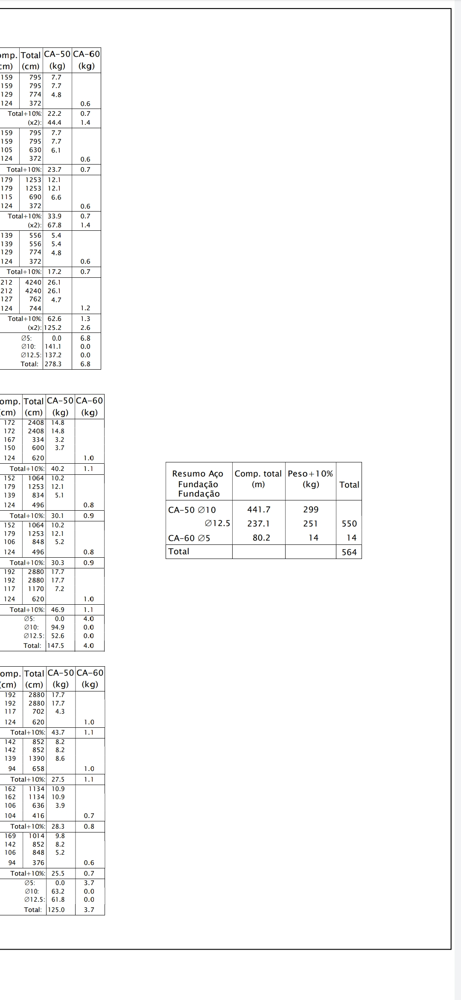 omp. Total CA-50 CA-60
cm) (cm) (kg) (kg)
159 795 7.7
159 795 7.7
129 774 4.8
124 372 0.6
Total+10%: 22.2 0.7
(x2): 44.4 1.4
159 795 7.7
159 795 7.7
105 630 6.1
124 372 0.6
Total+10%: 23.7 0.7
179 1253 12.1
179 1253 12.1
115 690 6.6
124 372 0.6
Total+10%: 33.9 0.7
(x2): 67.8 1.4
139 556 5.4
139 556 5.4
129 774 4.8
124 372 0.6
Total+10%: 17.2 0.7
212 4240 26.1
212 4240 26.1
127 762 4.7
124 744 1.2
Total+10%: 62.6 1.3
(x2): 125.2 2.6
Ø5: 0.0 6.8
Ø10: 141.1 0.0
Ø12.5: 137.2 0.0
Total: 278.3 6.8
omp. Total CA-50 CA-60
(cm) (cm) (kg) (kg)
172 2408 14.8
172 2408 14.8
167 334 3.2
150 600 3.7
124 620 1.0
Total+10%: 40.2 1.1
152 1064 10.2
179 1253 12.1
139 834 5.1
124 496 0.8
Total+10%: 30.1 0.9
152 1064 10.2
179 1253 12.1
106 848 5.2
124 496 0.8
Total+10%: 30.3 0.9
192 2880 17.7
192 2880 17.7
117 1170 7.2
124 620 1.0
Total+10%: 46.9 1.1
Ø5: 0.0 4.0
Ø10: 94.9 0.0
Ø12.5: 52.6 0.0
Total: 147.5 4.0
Resumo Aço Comp. total Peso+10%
Fundação (m) (kg) Total
Fundação
CA-50 Ø10 441.7 299
Ø12.5 237.1 251 550
CA-60 Ø5 80.2 14 14
Total 564
omp. Total CA-50 CA-60
(cm) (cm) (kg) (kg)
192 2880 17.7
192 2880 17.7
117 702 4.3
124 620 1.0
Total+10%: 43.7 1.1
142 852 8.2
142 852 8.2
139 1390 8.6
94 658 1.0
Total+10%: 27.5 1.1
162 1134 10.9
162 1134 10.9
106 636 3.9
104 416 0.7
Total+10%: 28.3 0.8
169 1014 9.8
142 852 8.2
106 848 5.2
94 376 0.6
Total+10%: 25.5 0.7
Ø5: 0.0 3.7
Ø10: 63.2 0.0
Ø12.5: 61.8 0.0
Total: 125.0 3.7